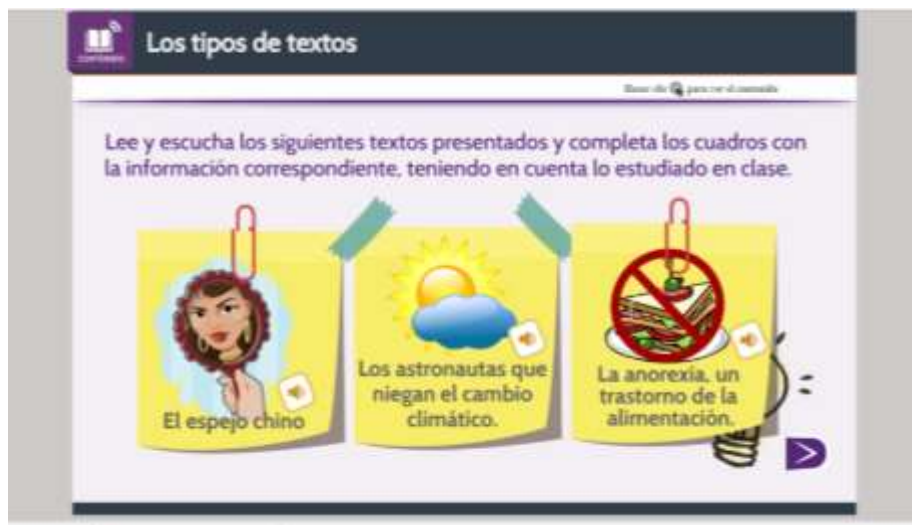 Los tipos de textos
Lee y escucha los siguientes textos presentados y completa los cuadros con
la información correspondiente, teniendo en cuenta lo estudiado en clase.
El espejo chino
Los astronautas que
niegan el cambio
climático.
La anorexia, un
trastorno de la
alimentación.